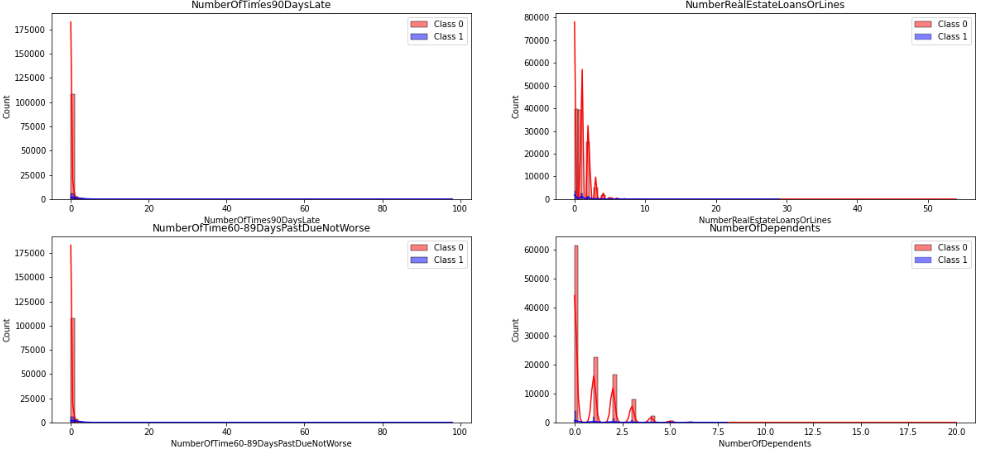 NumberOfTimes90DaysLate
175000
150000
125000
100000
75000
50000
25000
0
Count
0 20 40 60 80 100
NumberOfTimes90DaysLate
Class 0
Class 1
NumberRealEstateLoansOrLines
80000
70000
60000
50000
40000
30000
20000
10000
0
Count
0 10 20 30 40 50
NumberRealEstateLoansOrLines
Class 0
Class 1
NumberOfTime60-89DaysPastDueNotWorse
175000
150000
125000
100000
75000
50000
25000
0
Count
0 20 40 60 80 100
NumberOfTime60-89DaysPastDueNotWorse
Class 0
Class 1
NumberOfDependents
60000
50000
40000
30000
20000
10000
0
Count
0.0 2.5 5.0 7.5 10.0 12.5 15.0 17.5 20.0
NumberOfDependents
Class 0
Class 1